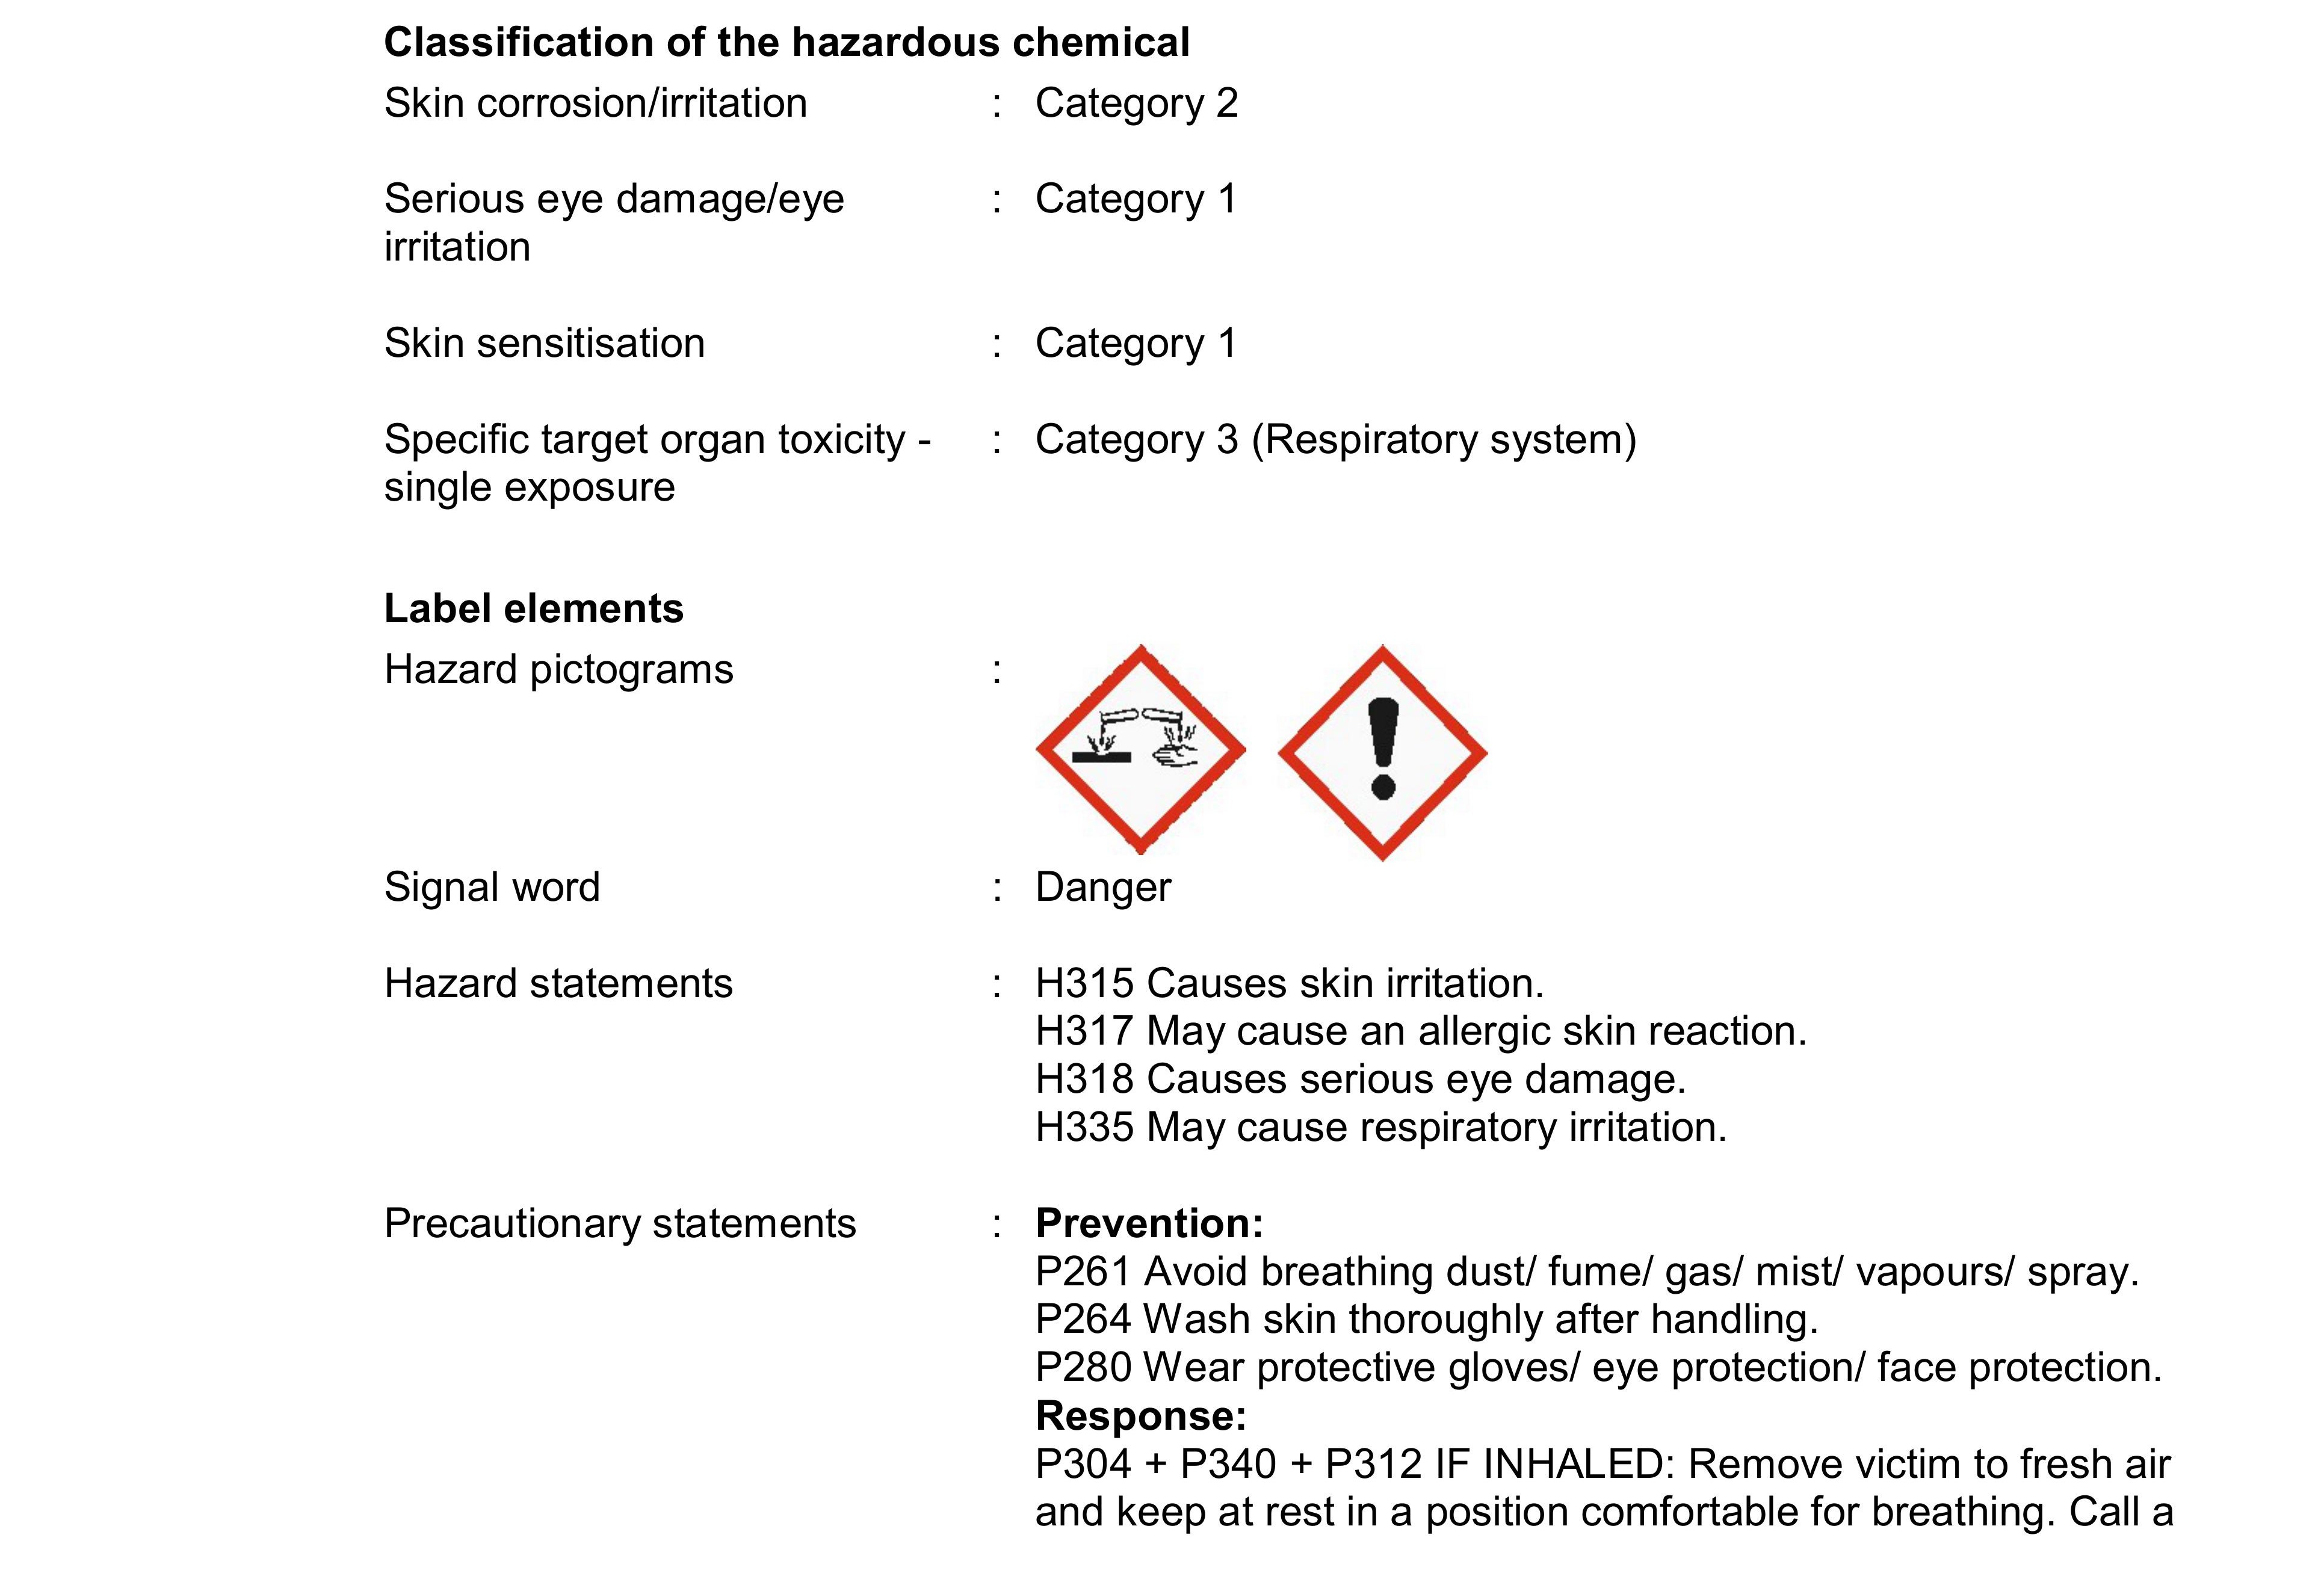 Classification of the hazardous chemical
Skin corrosion/irritation : Category 2
Serious eye damage/eye : Category 1
irritation
Skin sensitisation : Category 1
Specific target organ toxicity - : Category 3 (Respiratory system)
single exposure
Label elements
Hazard pictograms :
Signal word : Danger
Hazard statements : H315 Causes skin irritation.
H317 May cause an allergic skin reaction.
H318 Causes serious eye damage.
H335 May cause respiratory irritation.
Precautionary statements : Prevention:
P261 Avoid breathing dust/ fume/ gas/ mist/ vapours/ spray.
P264 Wash skin thoroughly after handling.
P280 Wear protective gloves/ eye protection/ face protection.
Response:
P304 + P340 + P312 IF INHALED: Remove victim to fresh air
and keep at rest in a position comfortable for breathing. Call a